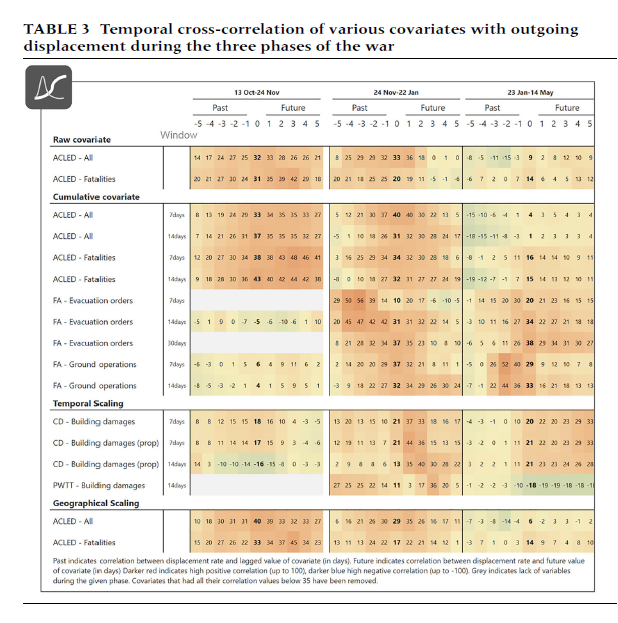 TABLE 3 Temporal cross-correlation of various covariates with outgoing
displacement during the three phases of the war
13 Oct-24 Nov 24 Nov-22 Jan 23 Jan-14 May
Past Future Past Future Past Future
-5 -4 -3 -2 -1 0 1 2 3 4 5 -5 -4 -3 -2 -1 0 1 2 3 4 5 -5 -4 -3 -2 -1 0 1 2 3 4 5
Window
Raw covariate
ACLED - All 14 17 24 27 25 32 33 28 26 26 21 8 25 29 29 32 33 36 18 0 1 0 -8 -5 -11 -15 -3 9 2 8 12 10 9
ACLED - Fatalities 20 21 27 30 24 31 35 39 42 29 18 20 21 18 25 25 20 19 11 -5 -1 -6 -6 7 2 0 7 14 6 4 5 13 12
Cumulative covariate
ACLED - All 7days 8 13 19 24 29 33 34 35 35 33 27 5 12 21 30 37 40 40 30 22 13 5 -15 -10 -6 -4 1 4 3 5 4 3 4
ACLED - All 14days 7 14 21 26 31 37 35 35 35 32 27 -5 1 10 18 26 31 32 30 28 24 17 -18 -15 -11 -8 -3 1 2 3 3 3 4
ACLED - Fatalities 7days 12 20 27 30 34 38 38 43 48 46 41 3 16 25 29 34 34 32 30 28 18 6 -8 -1 2 5 11 16 14 14 10 9 11
ACLED - Fatalities 14days 9 18 28 30 36 43 40 42 44 42 38 -8 0 10 18 27 32 31 27 27 24 19 -19 -12 -7 -1 7 15 14 13 12 10 11
FA - Evacuation orders 7days 29 50 56 39 14 10 20 17 -6 -10 -5 -1 14 15 20 30 20 21 23 16 15 15
FA - Evacuation orders 14days -5 1 9 0 -7 -5 -6 -10 -6 1 10 20 45 47 42 42 31 31 32 22 14 5 -3 10 11 16 27 34 22 27 21 18 18
FA - Evacuation orders 30days 8 21 28 32 34 37 35 23 10 8 10 -6 5 6 11 26 38 29 34 31 30 27
FA - Ground operations 7days -6 -3 0 1 5 6 4 9 11 6 2 2 14 20 20 29 37 32 21 8 11 1 -5 0 26 52 40 29 9 12 10 7 8
FA - Ground operations 14days -8 -5 -3 -2 1 4 1 5 9 5 1 -3 9 18 22 27 32 34 29 26 30 24 -7 -1 22 44 36 33 16 21 18 13 13
Temporal Scaling
CD - Building damages 7days 8 8 12 15 15 18 16 10 4 -3 -5 13 20 13 15 10 21 37 33 18 16 17 -4 -3 -1 0 10 20 22 20 23 29 33
CD - Building damages (prop) 7days 8 8 11 14 14 17 15 9 3 -4 -6 12 19 11 13 7 21 44 36 15 13 15 -3 -2 0 1 11 21 22 20 23 29 33
CD - Building damages (prop) 14days 14 3 -10 -10 -14 -16 -15 -8 0 -3 -3 2 9 8 8 6 13 35 40 30 28 22 3 2 2 1 11 21 23 23 24 26 28
PWTT - Building damages 14days 27 25 25 22 14 11 3 17 36 20 5 -1 -2 -2 -3 -10 -18 -19 -19 -18 -18
Geographical Scaling
ACLED - All 10 18 30 31 31 40 39 33 32 33 27 6 16 21 26 30 29 35 26 16 17 11 -7 -3 -8 -14 -4 6 -2 3 3 -1 2
ACLED - Fatalities 15 20 27 26 22 33 34 37 45 34 23 13 11 13 24 22 17 22 21 14 12 1 -3 7 1 0 3 14 9 7 4 8 10
Past indicates correlation between displacement rate and lagged value of covariate (in days). Future indicates correlation between displacement rate and future value
of covariate (in days) Darker red indicates high positive correlation (up to 100), darker blue high negative correlation (up to -100). Grey indicates lack of variables
during the given phase. Covariates that had all their correlation values below 35 have been removed.